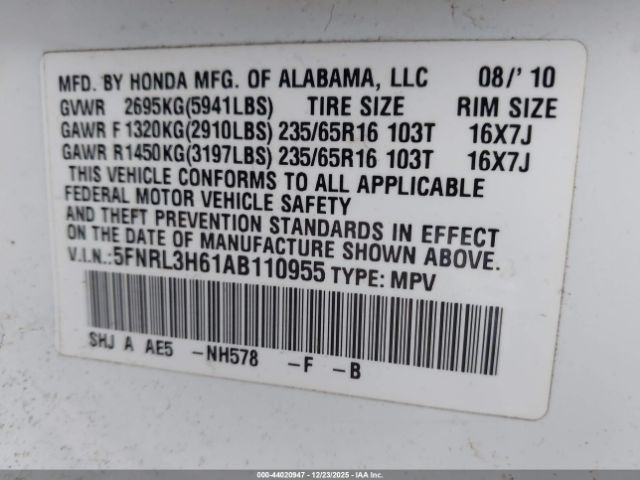 MFD. BY HONDA MFG. OF ALABAMA, LLC 08/' 10
GVWR 2695KG(5941LBS) TIRE SIZE RIM SIZE
GAWR F 1320KG(2910LBS) 235/65R16 103T 16X7J
GAWR R1450KG(3197LBS) 235/65R16 103T 16X7J
THIS VEHICLE CONFORMS TO ALL APPLICABLE
FEDERAL MOTOR VEHICLE SAFETY
AND THEFT PREVENTION STANDARDS IN EFFECT
ON THE DATE OF MANUFACTURE SHOWN ABOVE.
V.I.N.:5FNRL3H61AB110955 TYPE: MPV
SHJ A AE5 -NH578 -F -B
000-44020947 - 12/23/2025 - IAAI.COM